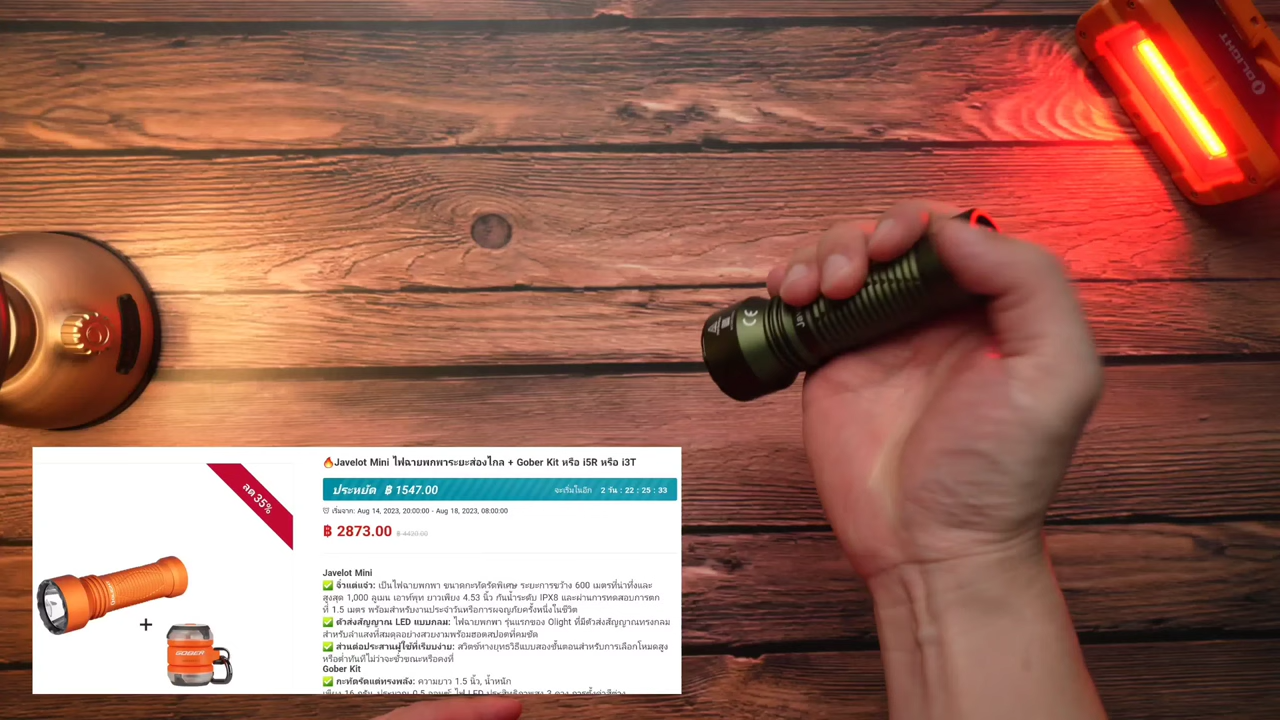 OLIGHT
CE
ลด 35%
🔥Javelot Mini ไฟฉายพกพาระยะส่องไกล + Gober Kit หรือ i5R หรือ i3T
ประหยัด ฿ 1547.00 จะเริ่มในอีก 2 วัน : 22 : 25 : 33
⏰ เริ่มจาก: Aug 14, 2023, 20:00:00 - Aug 18, 2023, 08:00:00
฿ 2873.00 ฿ 4420.00
Javelot Mini
✅ จิ๋วแต่แจ๋ว: เป็นไฟฉายพกพา ขนาดกะทัดรัดพิเศษ ระยะการขว้าง 600 เมตรที่น่าทึ่งและ
สูงสุด 1,000 ลูเมน เอาท์พุท ยาวเพียง 4.53 นิ้ว กันน้ำระดับ IPX8 และผ่านการทดสอบการตก
ที่ 1.5 เมตร พร้อมสำหรับงานประจำวันหรือการผจญภัยครั้งหนึ่งในชีวิต
✅ ตัวส่งสัญญาณ LED แบบกลม: ไฟฉายพกพา รุ่นแรกของ Olight ที่มีตัวส่งสัญญาณทรงกลม
สำหรับลำแสงที่สมดุลอย่างสวยงามพร้อมฮอตสปอตที่คมชัด
✅ ส่วนต่อประสานผู้ใช้ที่เรียบง่าย: สวิตช์ทางยุทธวิธีแบบสองขั้นตอนสำหรับการเลือกโหมดสูง
หรือต่ำทันทีไม่ว่าจะชั่วขณะหรือคงที่
Gober Kit
✅ กะทัดรัดแต่ทรงพลัง: ความยาว 1.5 นิ้ว, น้ำหนัก
GOBER